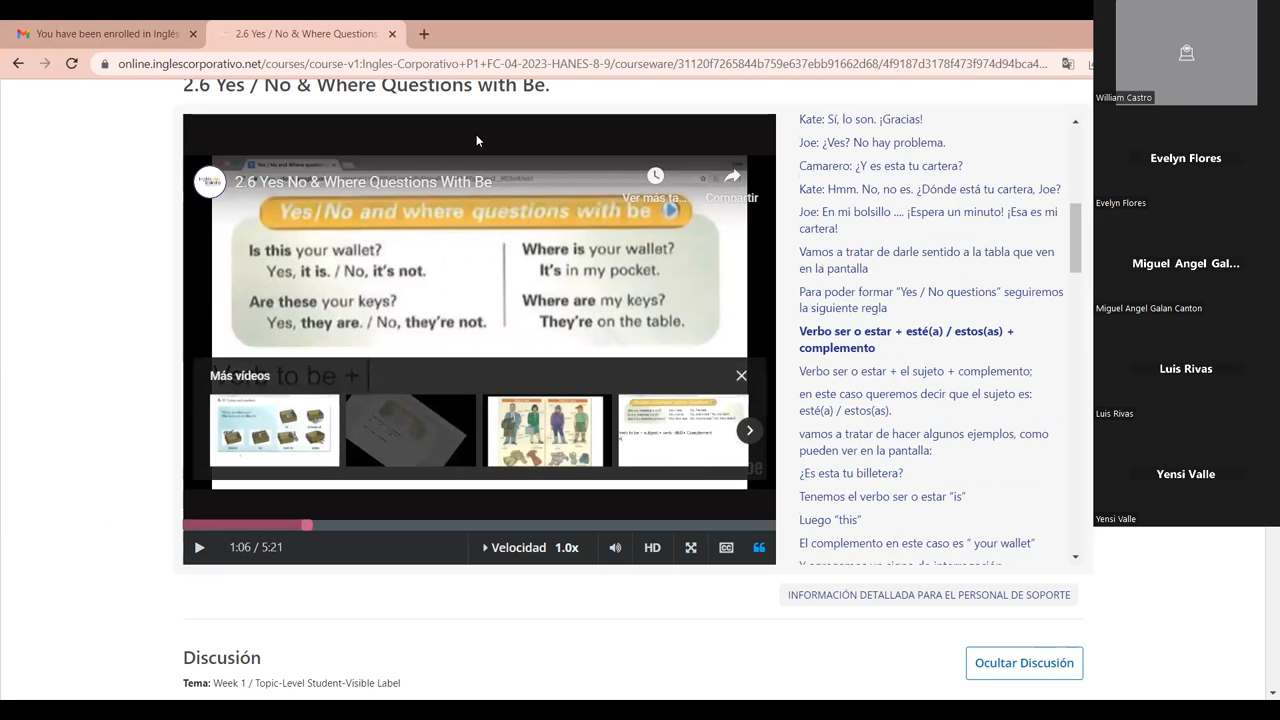 You have been enrolled in Inglés
2.6 Yes / No & Where Questions
online.inglescorporativo.net/courses/course-v1:Ingles-Corporativo+P1+FC-04-2023-HANES-8-9/courseware/31120f7265844b759e637ebb91662d68/4f9187d3178f473f974d94bca4...
2.6 Yes / No & Where Questions with Be.
2.6 Yes No & Where Questions With Be
Ver más ta...
Compartir
Yes/No and where questions with be
Is this your wallet?
Yes, it is. / No, it's not.
Are these your keys?
Yes, they are. / No, they're not.
Where is your wallet?
It's in my pocket.
Where are my keys?
They're on the table.
Verb to be +
Más vídeos
1:06 / 5:21
Velocidad 1.0x
HD
Kate: Sí, lo son. ¡Gracias!
Joe: ¿Ves? No hay problema.
Camarero: ¿Y es esta tu cartera?
Kate: Hmm. No, no es. ¿Dónde está tu cartera, Joe?
Joe: En mi bolsillo .... ¡Espera un minuto! ¡Esa es mi
cartera!
Vamos a tratar de darle sentido a la tabla que ven
en la pantalla
Para poder formar "Yes / No questions" seguiremos
la siguiente regla
Verbo ser o estar + esté(a) / estos(as) +
complemento
Verbo ser o estar + el sujeto + complemento;
en este caso queremos decir que el sujeto es:
esté(a) / estos(as).
vamos a tratar de hacer algunos ejemplos, como
pueden ver en la pantalla:
¿Es esta tu billetera?
Tenemos el verbo ser o estar "is"
Luego "this"
El complemento en este caso es " your wallet"
Y agregamos un signo de interrogación
INFORMACIÓN DETALLADA PARA EL PERSONAL DE SOPORTE
Discusión
Tema: Week 1 / Topic-Level Student-Visible Label
Ocultar Discusión
William Castro
Evelyn Flores
Evelyn Flores
Miguel Angel Gal...
Miguel Angel Galan Canton
Luis Rivas
Luis Rivas
Yensi Valle
Yensi Valle